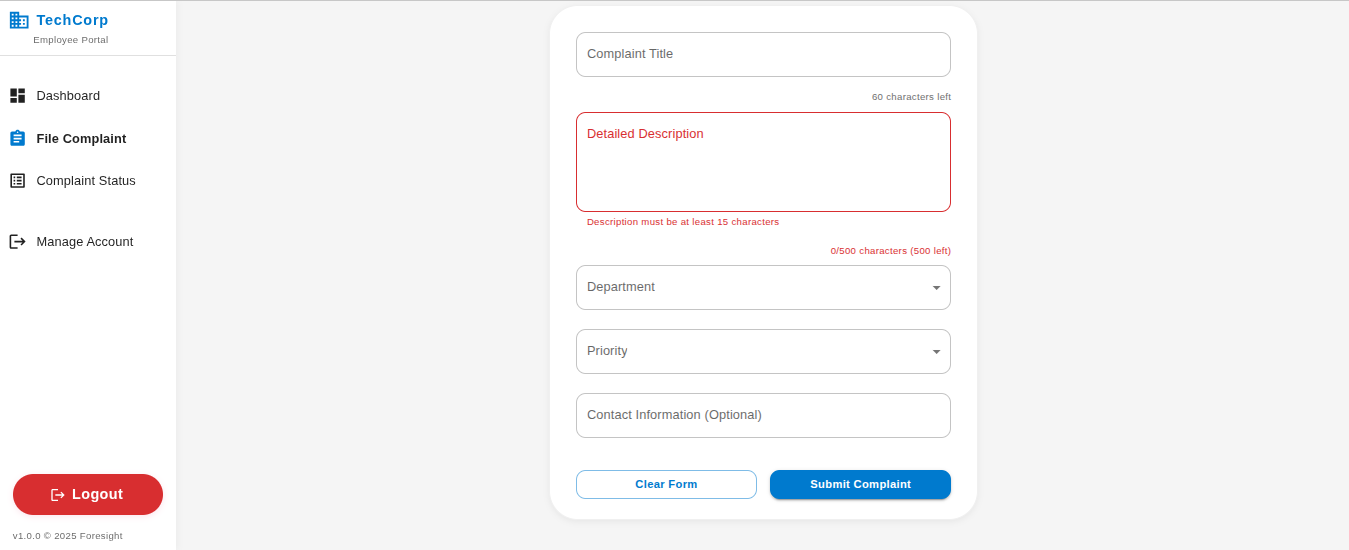 TechCorp
Employee Portal
Dashboard
File Complaint
Complaint Status
Manage Account
Logout
v1.0.0 © 2025 Foresight
Complaint Title
60 characters left
Detailed Description
Description must be at least 15 characters
0/500 characters (500 left)
Department
Priority
Contact Information (Optional)
Clear Form
Submit Complaint